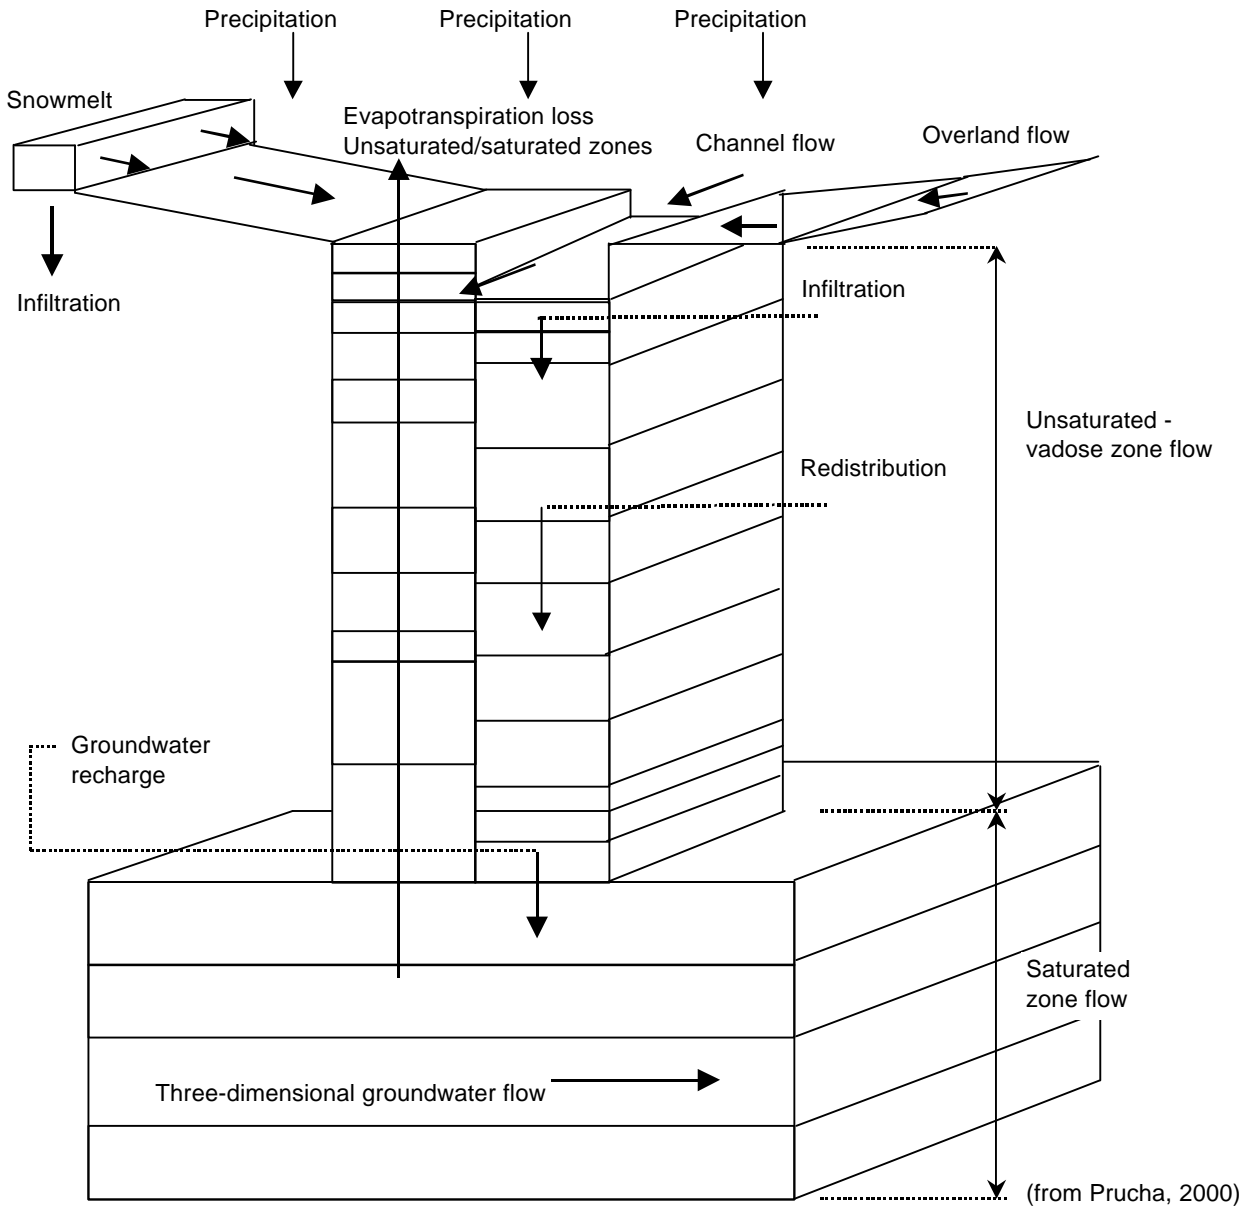 Precipitation
Precipitation
Precipitation
Snowmelt
Evapotranspiration loss
Unsaturated/saturated zones
Channel flow
Overland flow
Infiltration
Infiltration
Unsaturated -
vadose zone flow
Redistribution
Groundwater
recharge
Saturated
zone flow
Three-dimensional groundwater flow
(from Prucha, 2000)